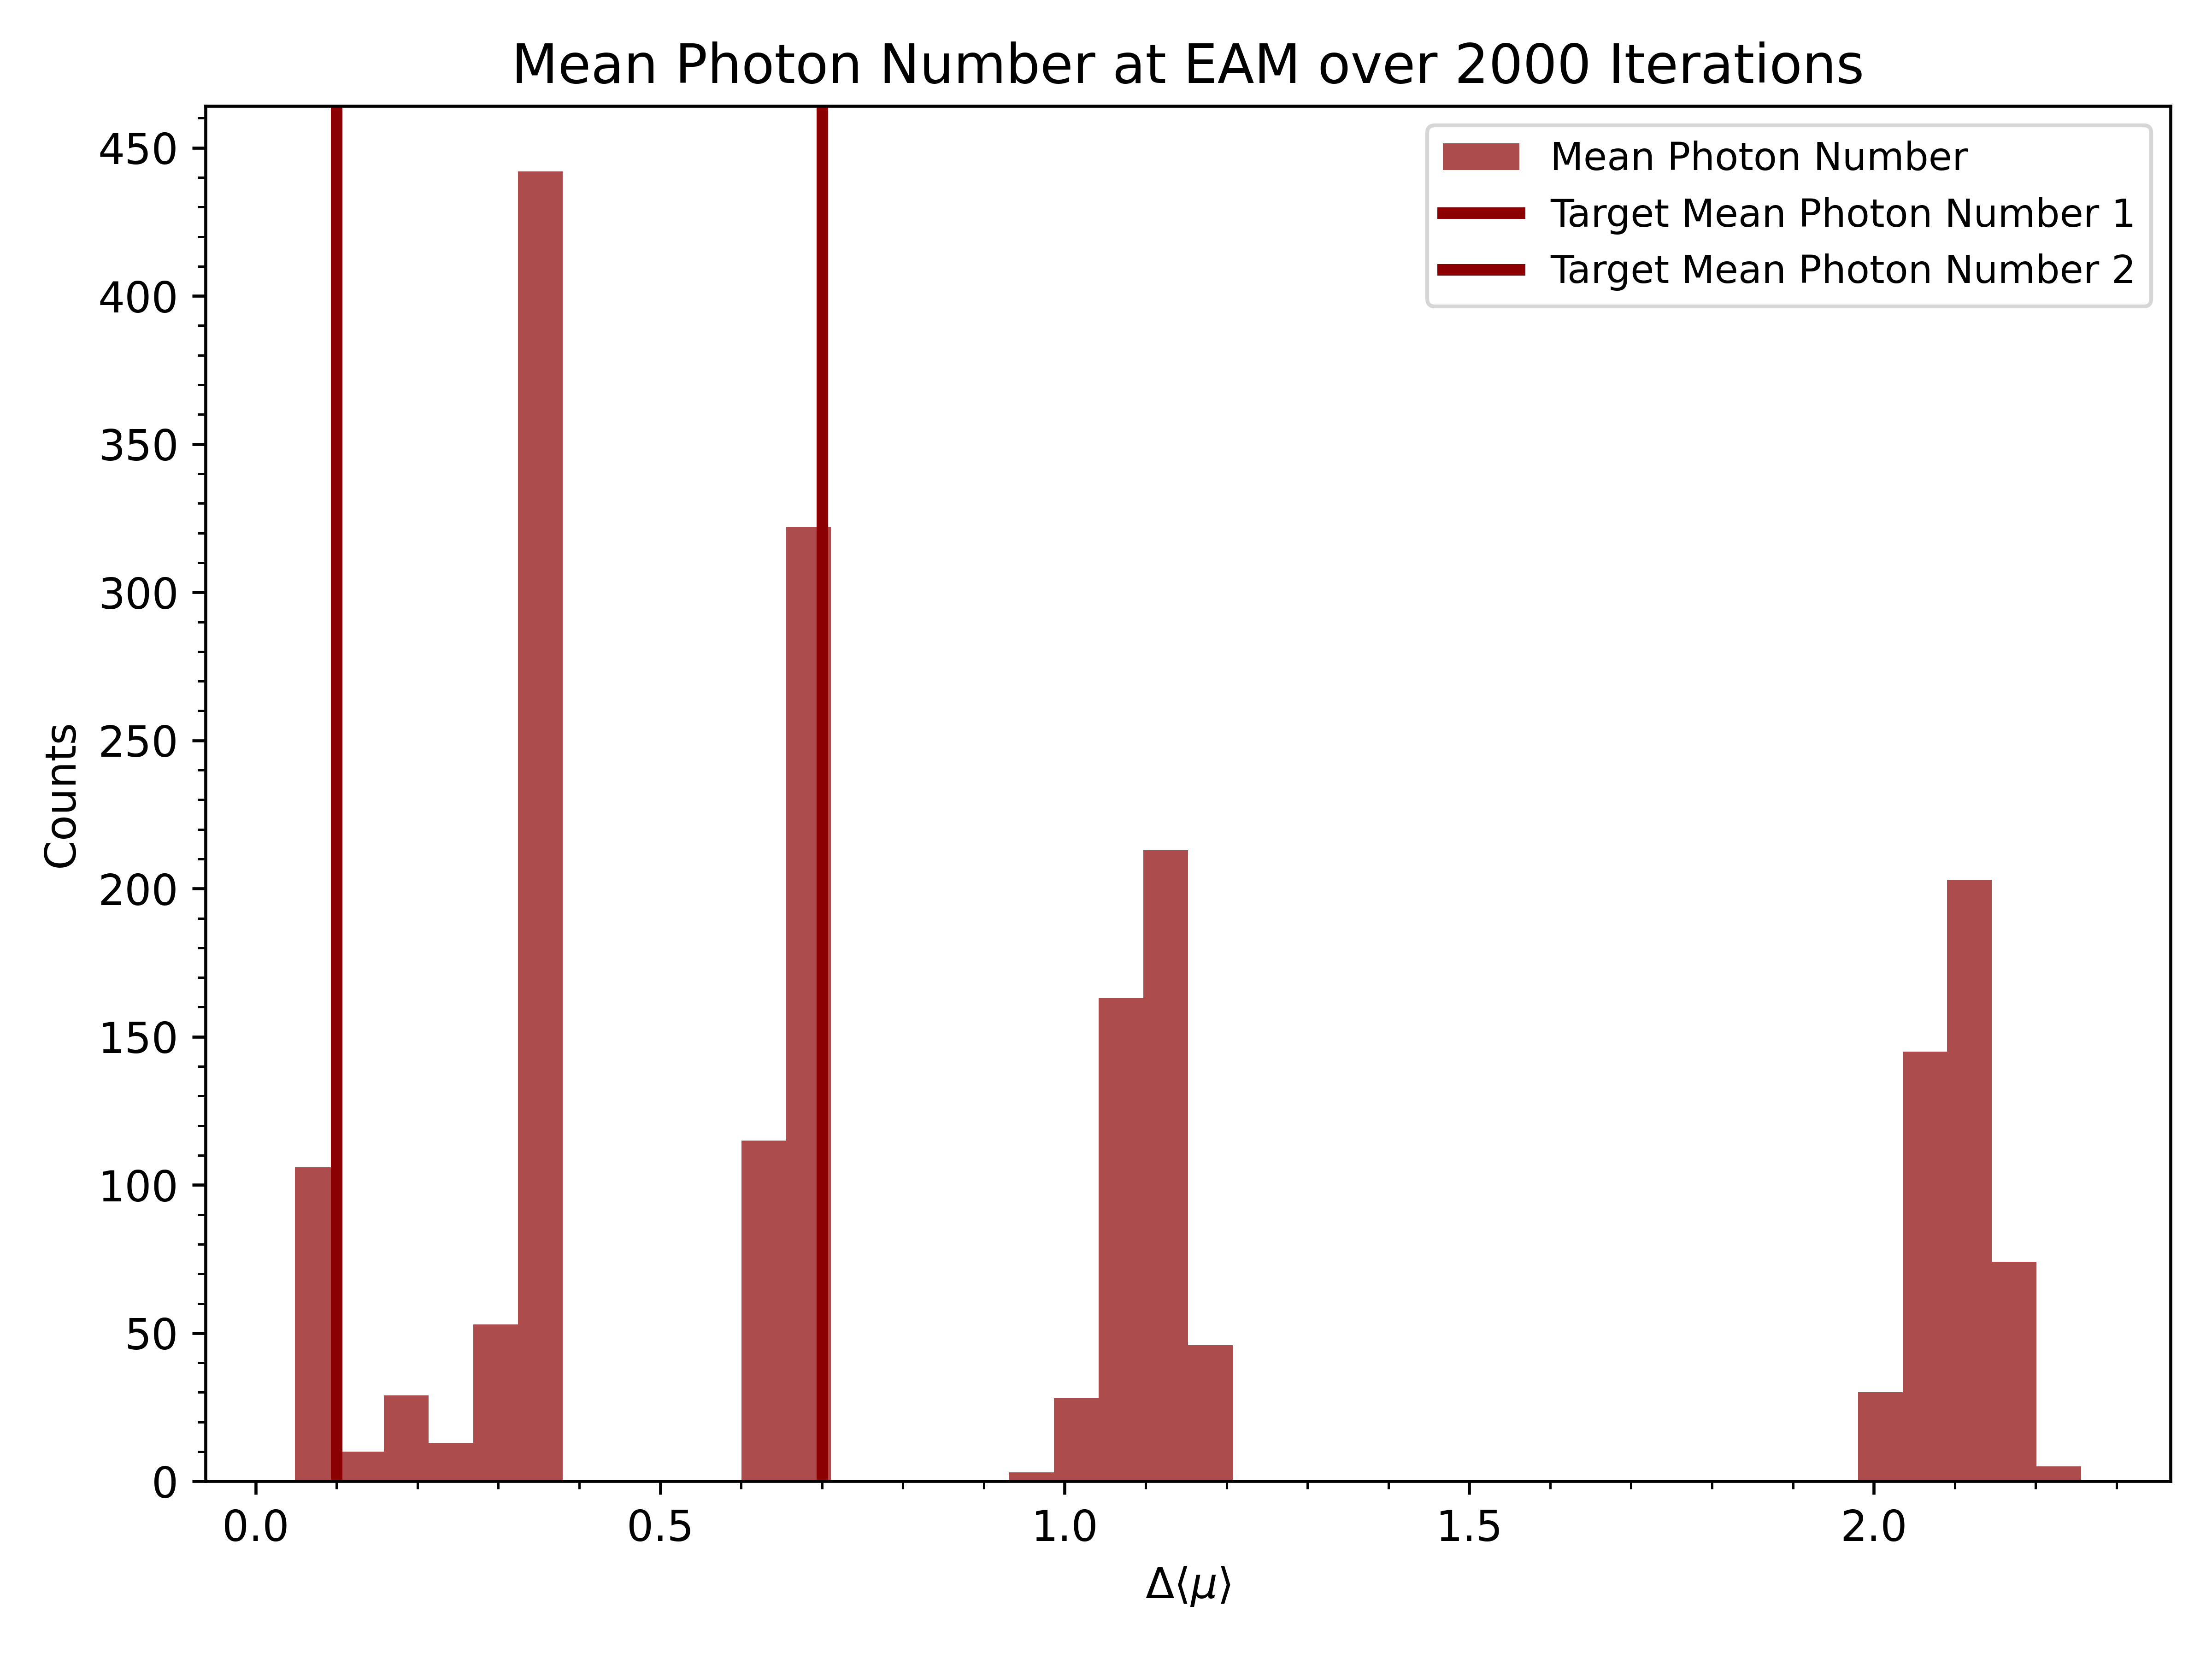 Mean Photon Number at EAM over 2000 Iterations
Mean Photon Number
Target Mean Photon Number 1
Target Mean Photon Number 2
Counts
450
400
350
300
250
200
150
100
50
0
0.0 0.5 1.0 1.5 2.0
Δ⟨μ⟩